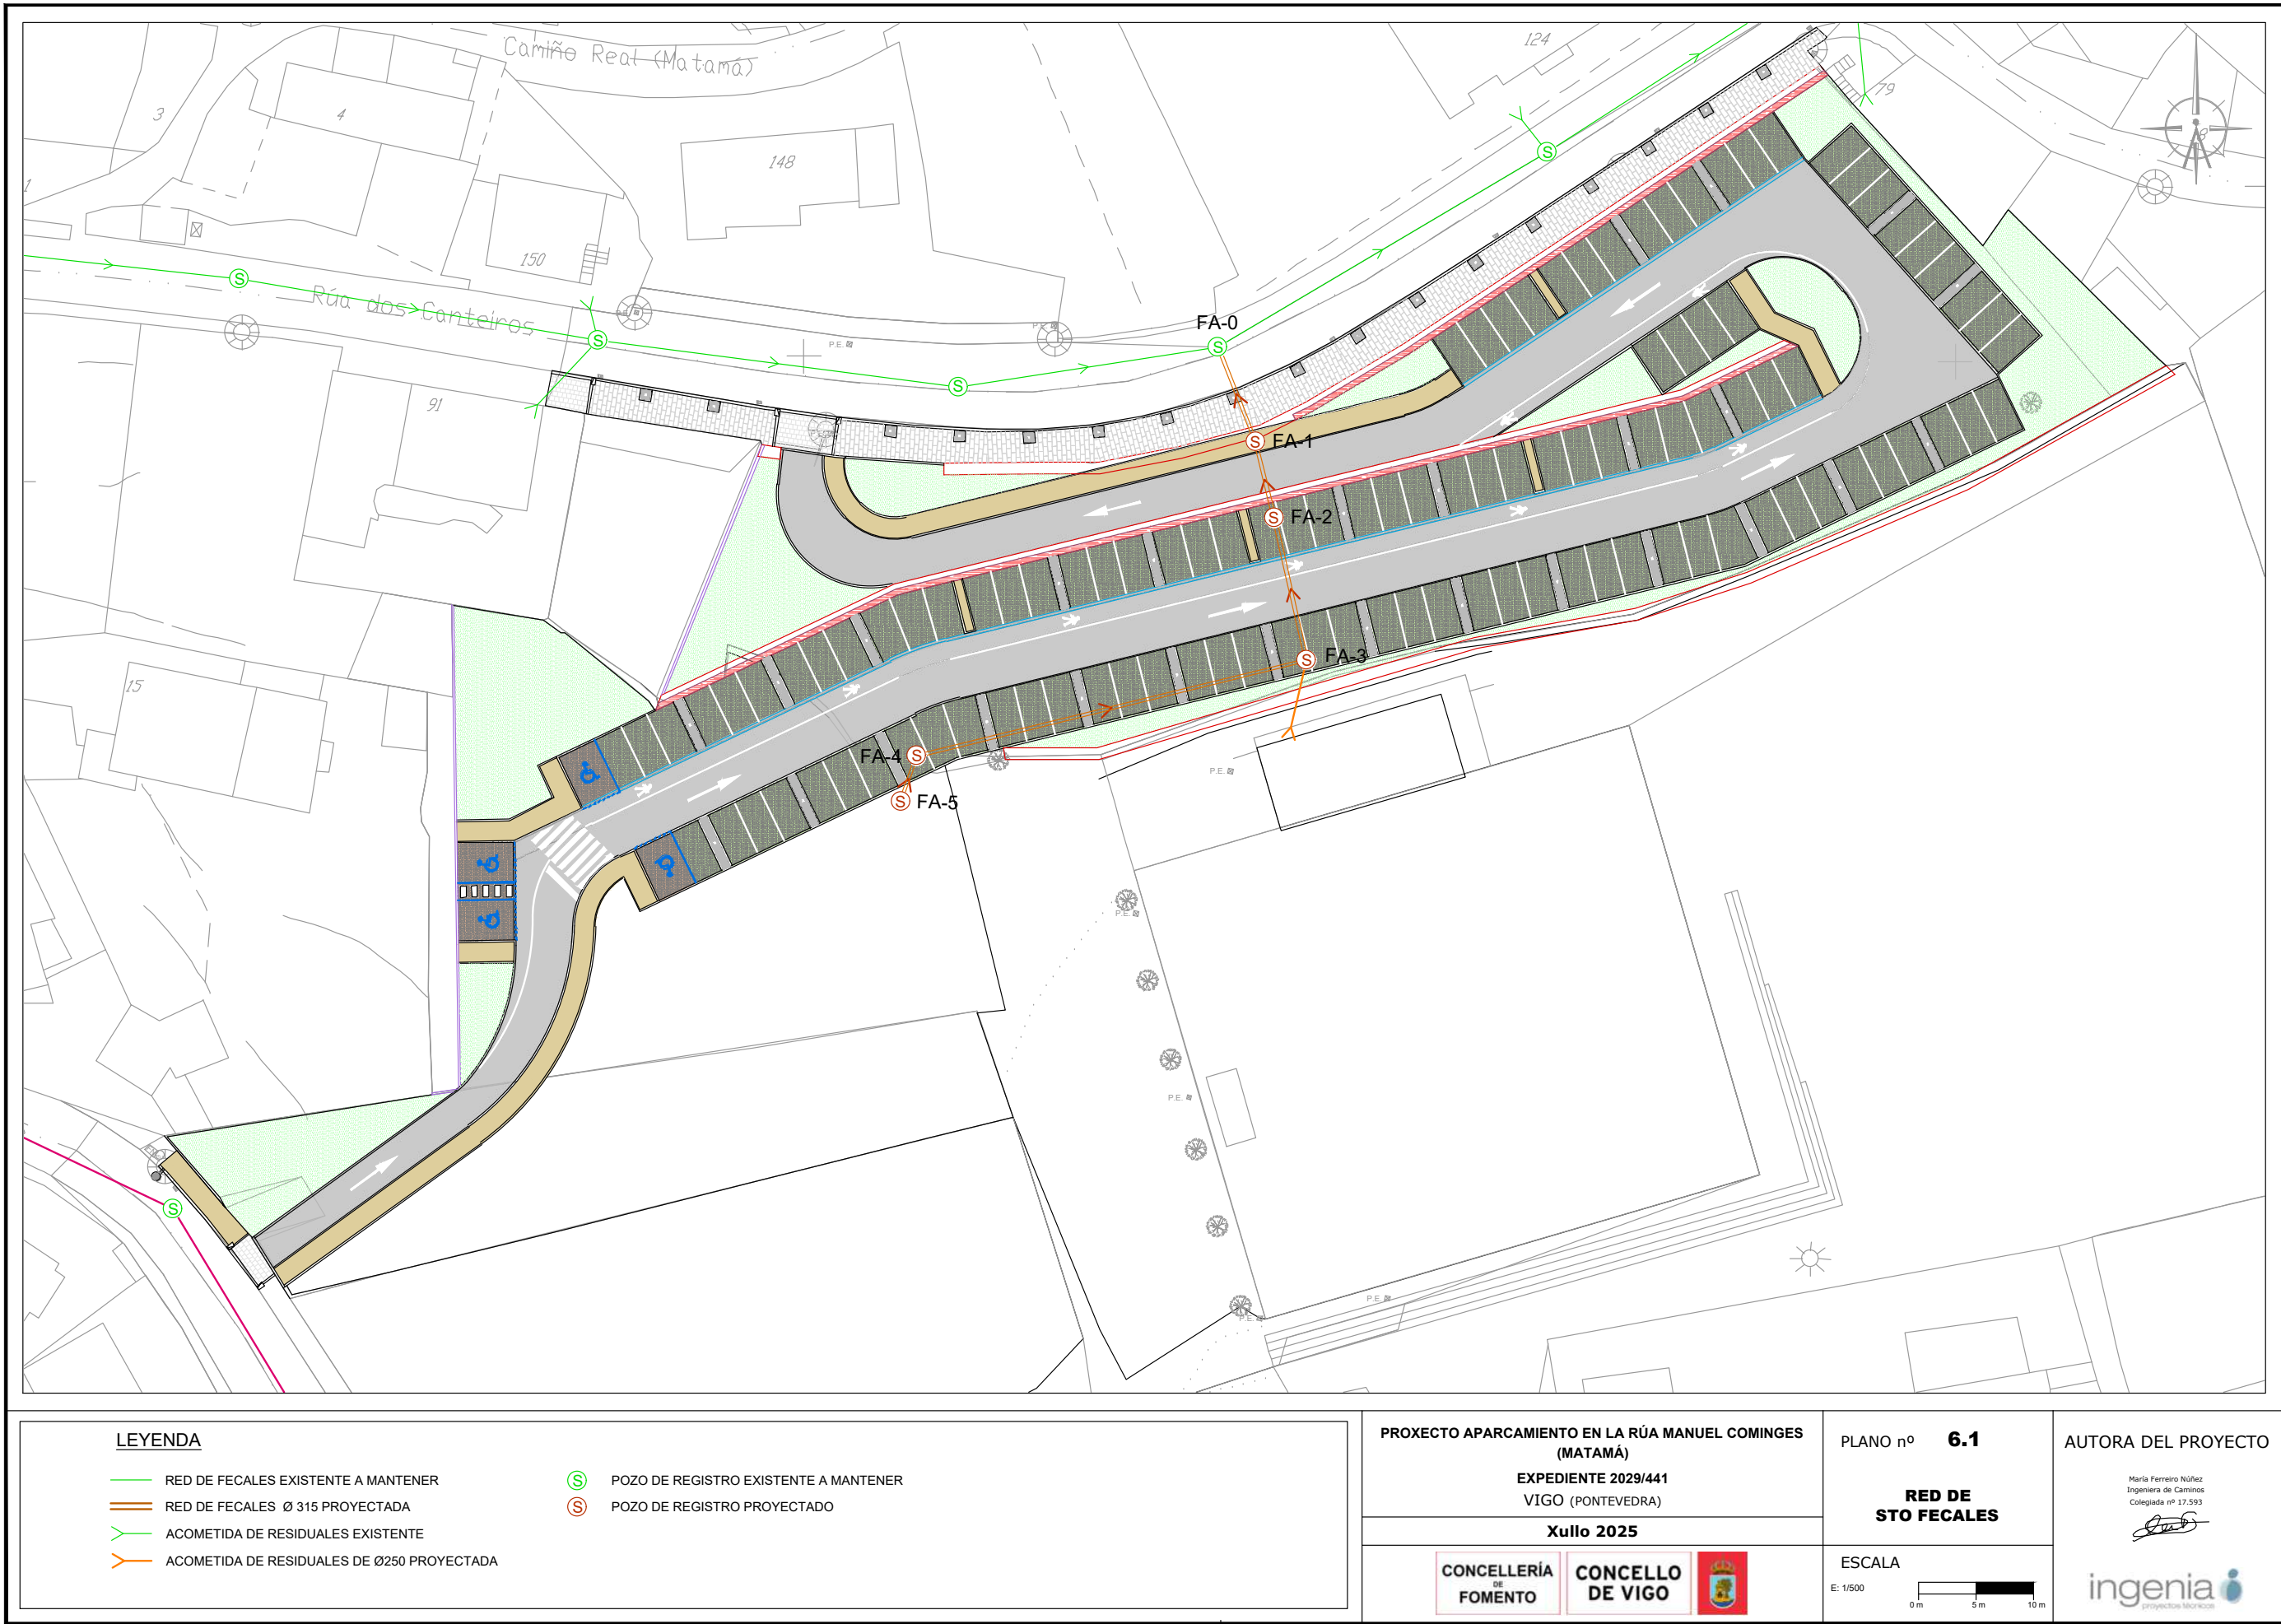 Camiño Real (Matamá)
124
3
4
148
79
8
1
150
Rúa dos Canteiros
P.E.
P.E.
P.E.
FA-0
91
FA-1
FA-2
FA-3
15
FA-4
FA-5
P.E.
P.E.
P.E.
P.E.
P.E.
LEYENDA
RED DE FECALES EXISTENTE A MANTENER
RED DE FECALES Ø 315 PROYECTADA
ACOMETIDA DE RESIDUALES EXISTENTE
ACOMETIDA DE RESIDUALES DE Ø250 PROYECTADA
S POZO DE REGISTRO EXISTENTE A MANTENER
S POZO DE REGISTRO PROYECTADO
PROXECTO APARCAMIENTO EN LA RÚA MANUEL COMINGES
(MATAMÁ)
EXPEDIENTE 2029/441
VIGO (PONTEVEDRA)
Xullo 2025
CONCELLERÍA
DE
FOMENTO
CONCELLO
DE VIGO
PLANO nº 6.1
RED DE
STO FECALES
ESCALA
E: 1/500
0 m 5 m 10 m
AUTORA DEL PROYECTO
María Ferreiro Núñez
Ingeniera de Caminos
Colegiada nº 17.593
ingenia
proyectos técnicos